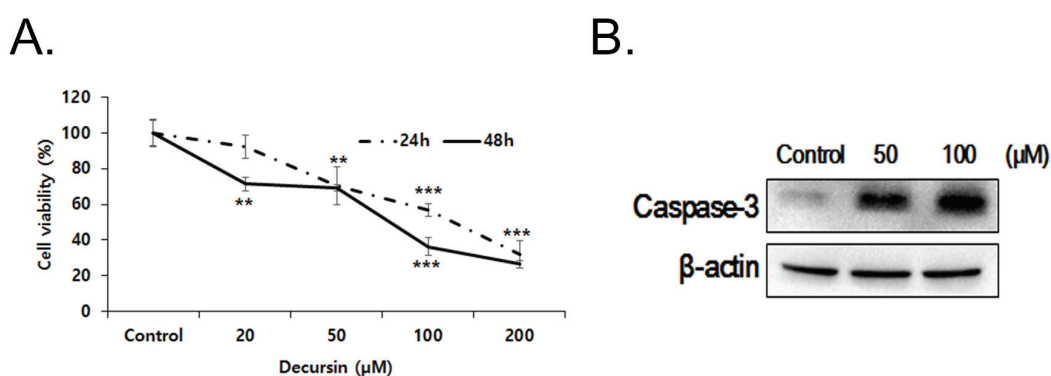 A.
B.
120
100
80
60
40
20
0
Cell viability (%)
24h
48h
**
**
***
***
***
Control 20 50 100 200
Decursin (µM)
Control 50 100 (µM)
Caspase-3
β-actin